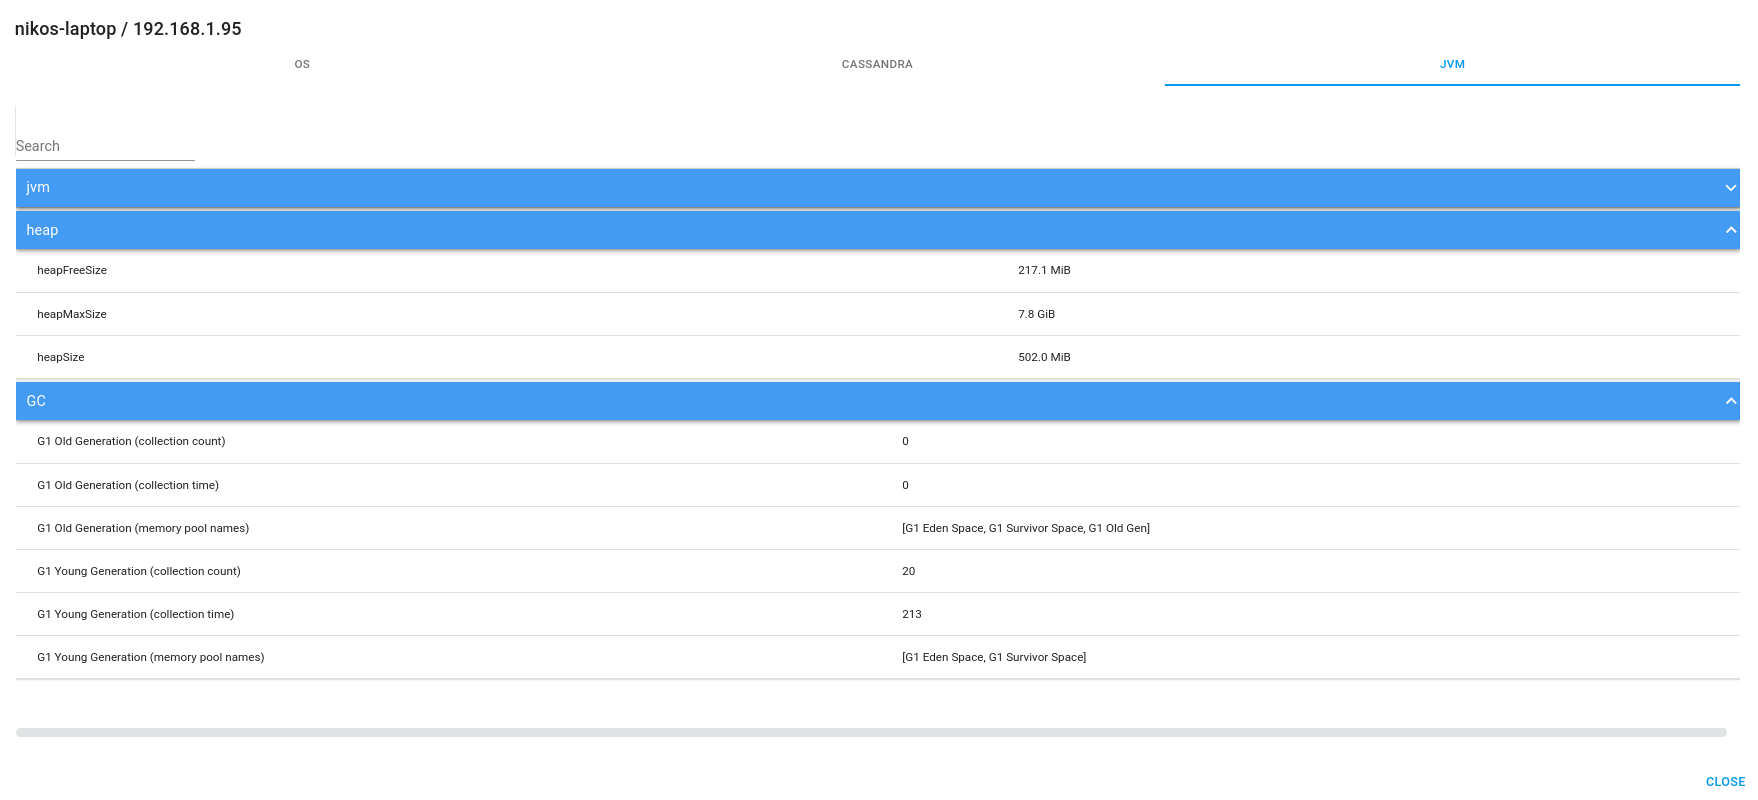 nikos-laptop / 192.168.1.95
OS CASSANDRA JVM
Search
jvm
heap
heapFreeSize 217.1 MiB
heapMaxSize 7.8 GiB
heapSize 502.0 MiB
GC
G1 Old Generation (collection count) 0
G1 Old Generation (collection time) 0
G1 Old Generation (memory pool names) [G1 Eden Space, G1 Survivor Space, G1 Old Gen]
G1 Young Generation (collection count) 20
G1 Young Generation (collection time) 213
G1 Young Generation (memory pool names) [G1 Eden Space, G1 Survivor Space]
CLOSE